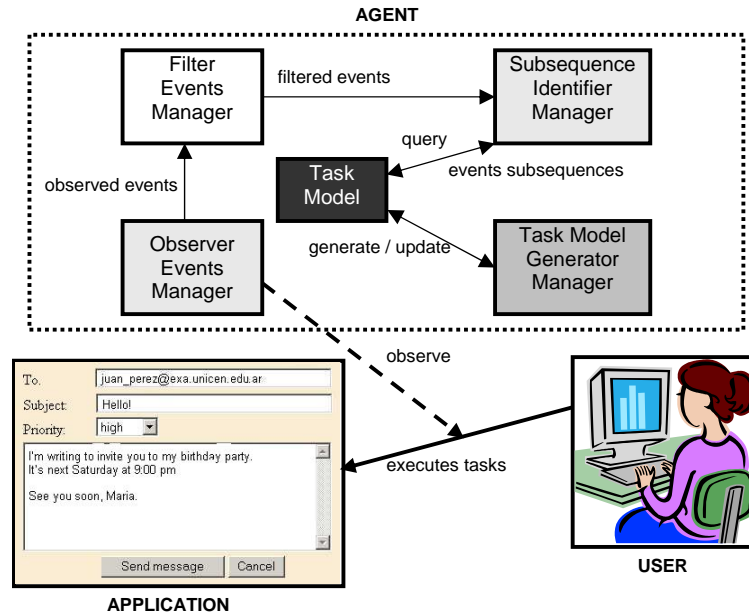 AGENT
Filter
Events
Manager
filtered events
Subsequence
Identifier
Manager
query
observed events
Task
Model
events subsequences
Observer
Events
Manager
generate / update
Task Model
Generator
Manager
observe
To.
juan_perez@exa.unicen.edu.ar
Subject:
Hello!
Priority:
high
I'm writing to invite you to my birthday party.
It's next Saturday at 9:00 pm
See you soon, Maria.
executes tasks
Send message
Cancel
USER
APPLICATION